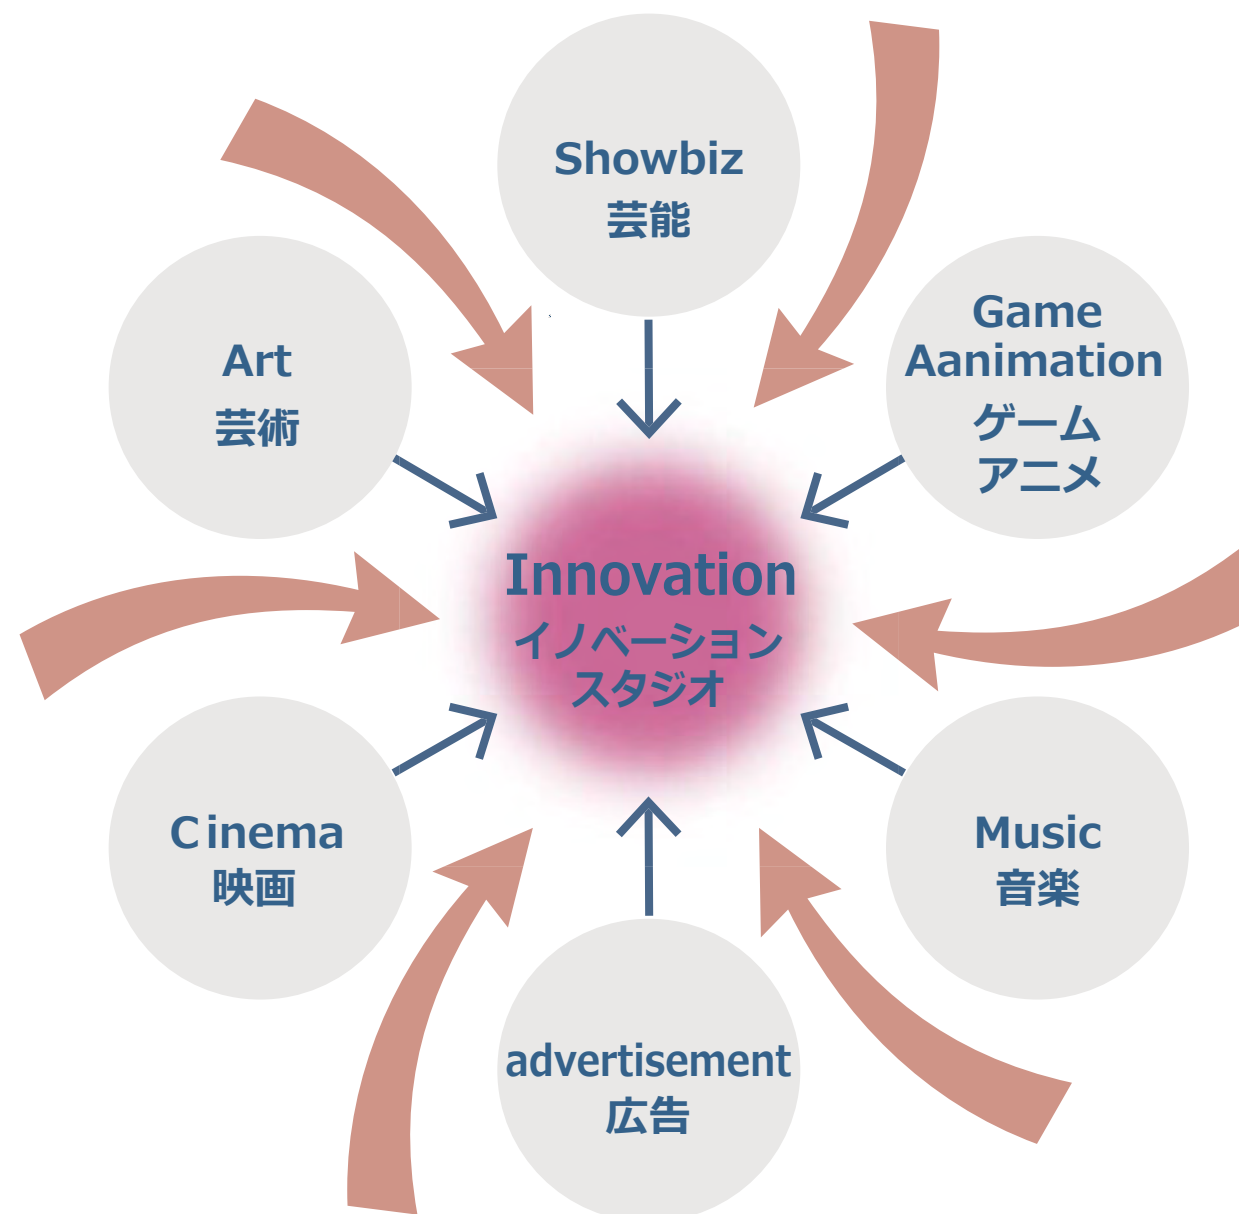 Showbiz
芸能
Game
Aanimation
ゲーム
アニメ
Art
芸術
Innovation
イノベーション
スタジオ
Cinema
映画
Music
音楽
advertisement
広告